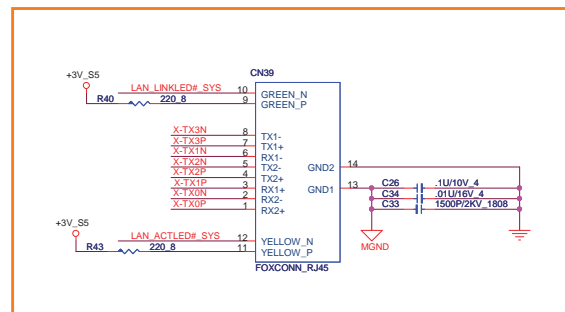 CN39
+3V_S5
LAN_LINKLED#_SYS
10
GREEN_N
R40
220_8
9
GREEN_P
X-TX3N
8
TX1-
X-TX3P
7
TX1+
X-TX1N
6
RX1-
X-TX2N
5
TX2-
GND2
14
X-TX2P
4
TX2+
X-TX1P
3
RX1+
GND1
13
C26
.1U/10V_4
X-TX0N
2
RX2-
C34
.01U/16V_4
X-TX0P
1
RX2+
C33
1500P/2KV_1808
+3V_S5
LAN_ACTLED#_SYS
12
YELLOW_N
MGND
R43
220_8
11
YELLOW_P
FOXCONN_RJ45